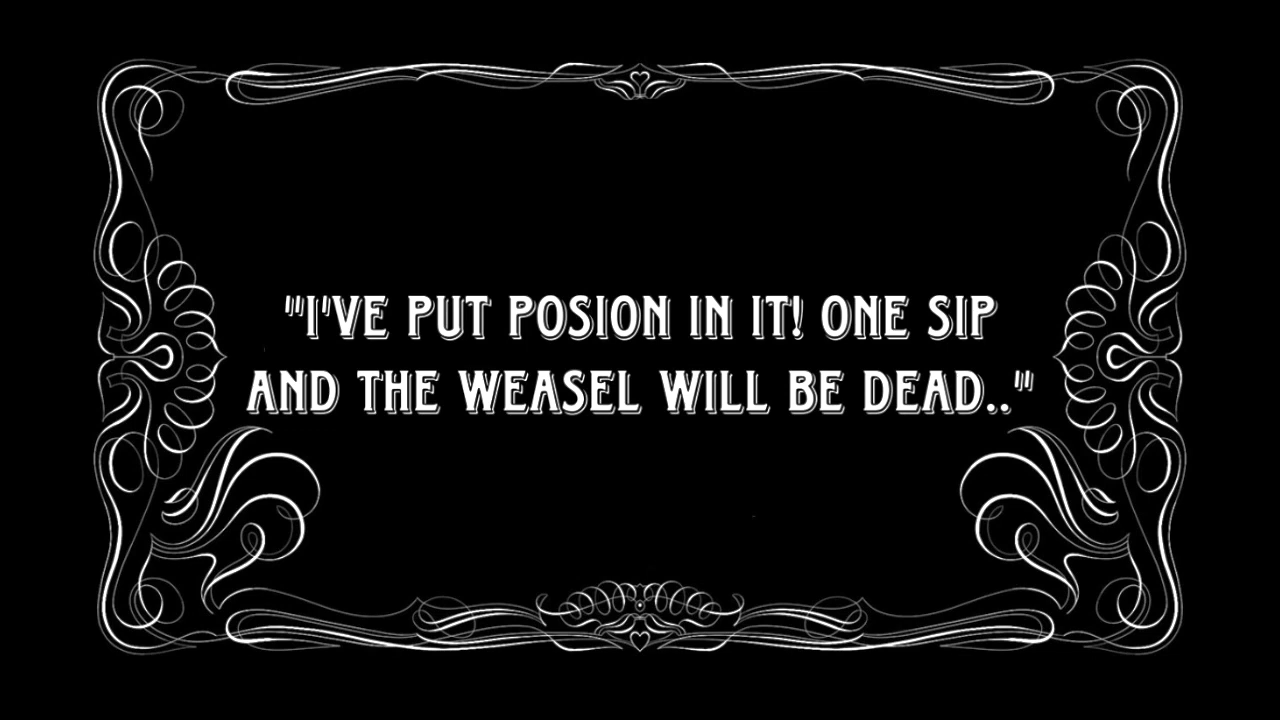 "I'VE PUT POSION IN IT! ONE SIP
AND THE WEASEL WILL BE DEAD.."